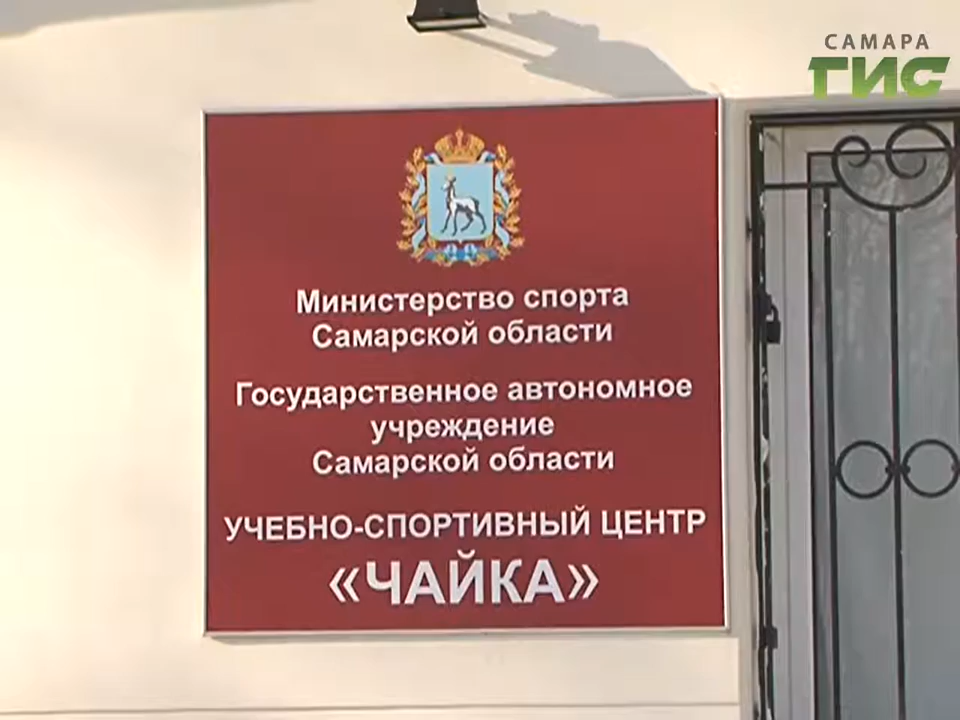 САМАРА
ГИС
Министерство спорта
Самарской области
Государственное автономное
учреждение
Самарской области
УЧЕБНО-СПОРТИВНЫЙ ЦЕНТР
«ЧАЙКА»